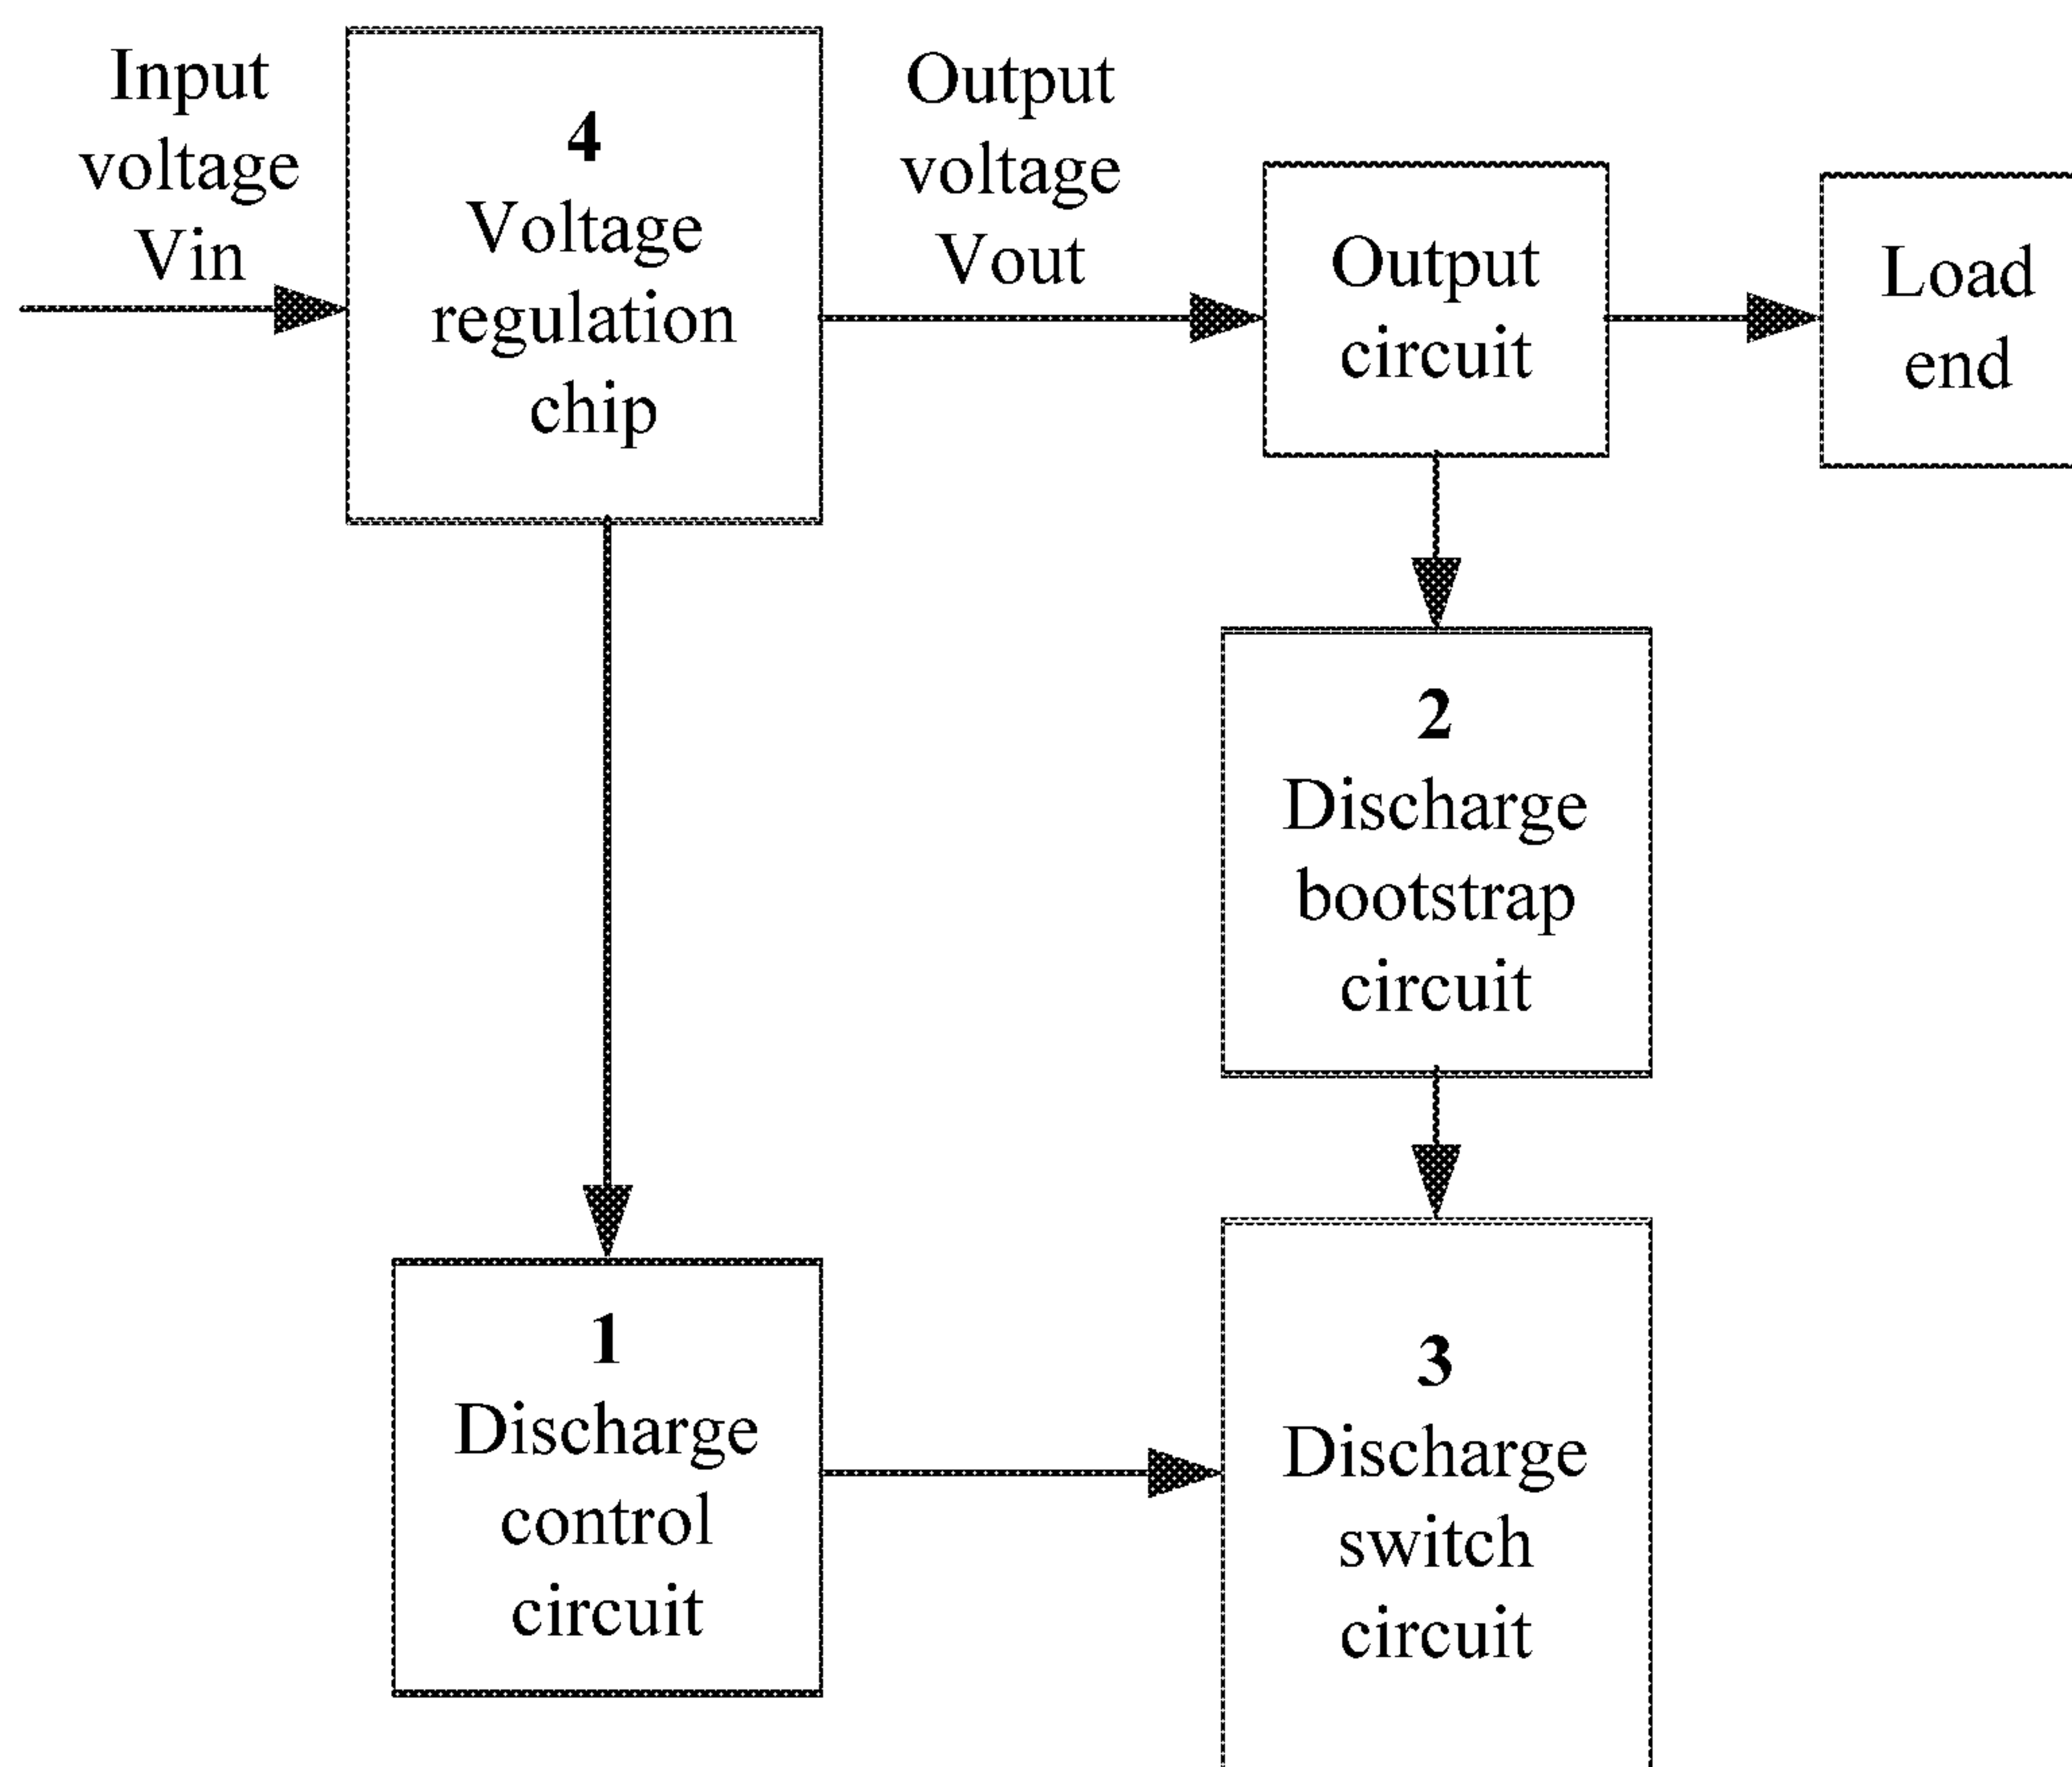 Input
voltage
Vin
4
Voltage
regulation
chip
Output
voltage
Vout
Output
circuit
Load
end
2
Discharge
bootstrap
circuit
1
Discharge
control
circuit
3
Discharge
switch
circuit